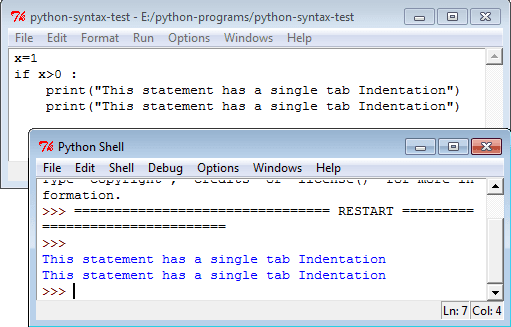 python-syntax-test - E:/python-programs/python-syntax-test
File Edit Format Run Options Windows Help
x=1
if x>0 :
    print("This statement has a single tab Indentation")
    print("This statement has a single tab Indentation")
Python Shell
File Edit Shell Debug Options Windows Help
Type "copyright", "credits" or "license()" for more in
formation.
>>> ================================ RESTART =========
=======================
>>>
This statement has a single tab Indentation
This statement has a single tab Indentation
>>>
Ln: 7 Col: 4